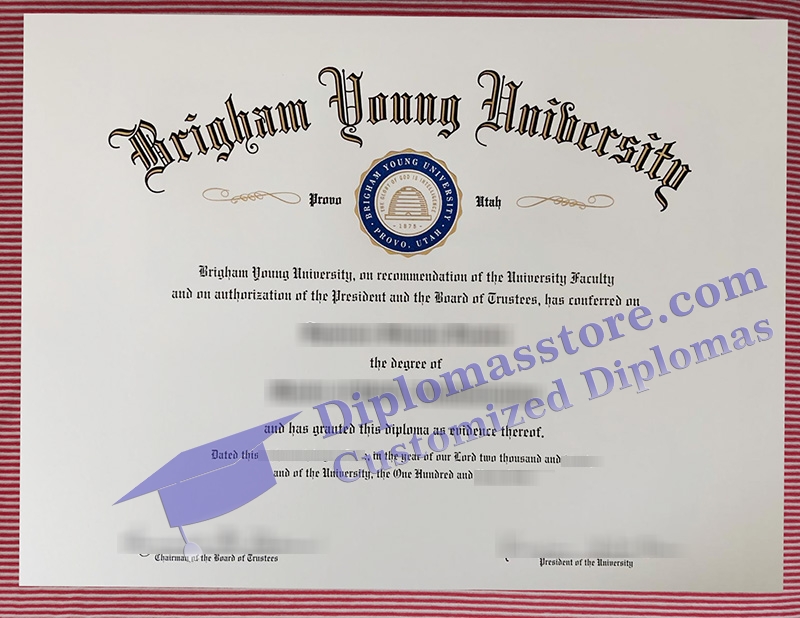 Brigham Young University
Provo
BRIGHAM YOUNG UNIVERSITY
THE GLORY OF GOD IS INTELLIGENCE
1875
PROVO, UTAH
Utah
Brigham Young University, on recommendation of the University Faculty
and on authorization of the President and the Board of Trustees, has conferred on
the degree of
and has granted this diploma as evidence thereof.
Dated this , in the year of our Lord two thousand and
and of the University, the One Hundred and
Chairman of the Board of Trustees
President of the University
Diplomasstore.com
Customized Diplomas